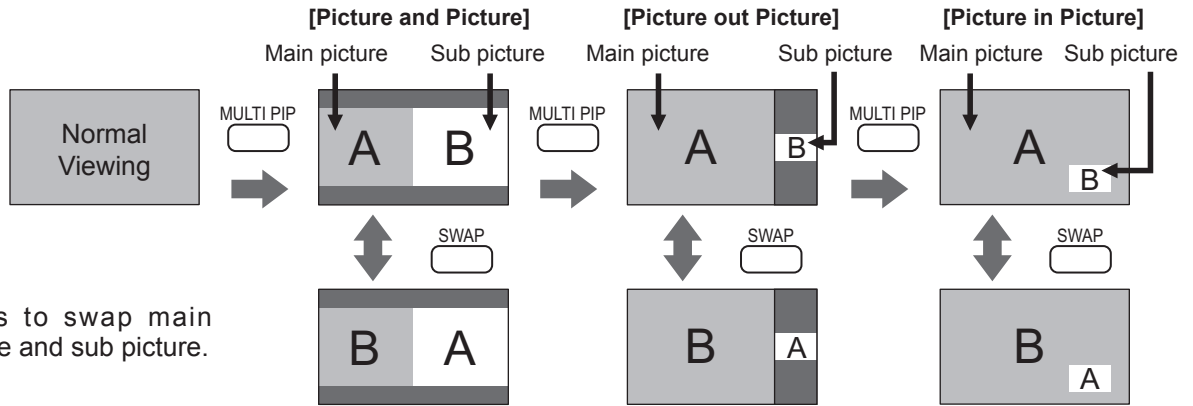 [Picture and Picture]
[Picture out Picture]
[Picture in Picture]
Main picture
Sub picture
Main picture
Sub picture
Main picture
Sub picture
Normal
Viewing
MULTI PIP
A
B
MULTI PIP
A
B
MULTI PIP
A
B
SWAP
SWAP
SWAP
to swap main
and sub picture.
B
A
B
A
B
A